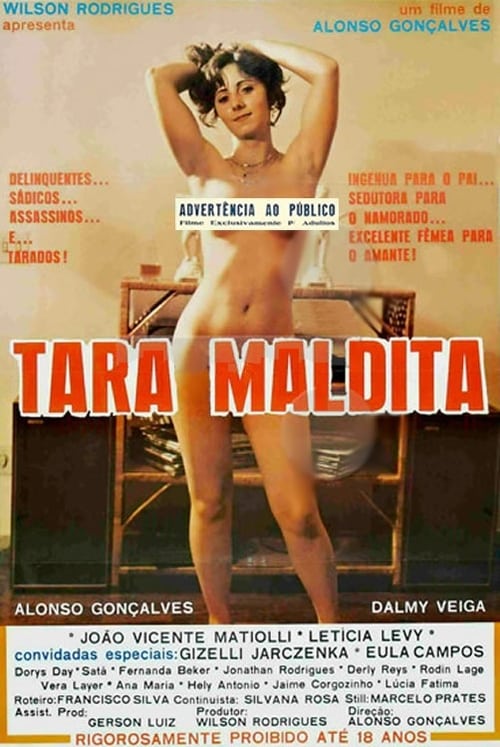 WILSON RODRIGUES
apresenta
um filme de
ALONSO GONÇALVES
DELINQUENTES...
SÁDICOS...
ASSASSINOS...
E...
TARADOS!
INGENUA PARA O PAI...
SEDUTORA PARA
O NAMORADO...
EXCELENTE FÊMEA PARA
O AMANTE!
ADVERTÊNCIA AO PÚBLICO
Filme Exclusivamente P/ Adultos
TARA MALDITA
ALONSO GONÇALVES
DALMY VEIGA
* JOÃO VICENTE MATIOLLI * LETÍCIA LEVY *
convidadas especiais: GIZELLI JARCZENKA * EULA CAMPOS
Dorys Day * Satã * Fernanda Beker * Jonathan Rodrigues * Derly Reys * Rodin Lage
Vera Layer * Ana Maria * Hely Antonio * Jaime Corgozinho * Lúcia Fatima
Roteiro: FRANCISCO SILVA Continuista: SILVANA ROSA Still: MARCELO PRATES
Assist. Prod: Produtor: Direção:
GERSON LUIZ WILSON RODRIGUES ALONSO GONÇALVES
RIGOROSAMENTE PROIBIDO ATÉ 18 ANOS